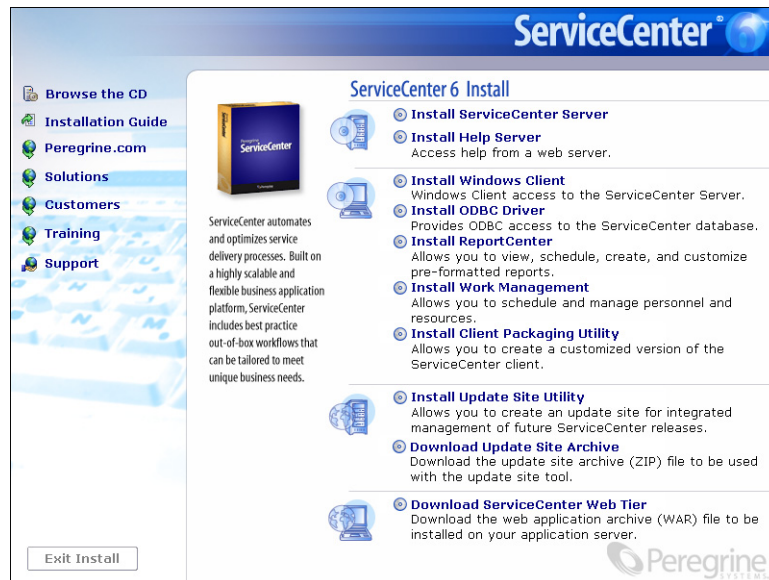 ServiceCenter® 6
Browse the CD
Installation Guide
Peregrine.com
Solutions
Customers
Training
Support
Exit Install
Peregrine
ServiceCenter
ServiceCenter automates
and optimizes service
delivery processes. Built on
a highly scalable and
flexible business application
platform, ServiceCenter
includes best practice
out-of-box workflows that
can be tailored to meet
unique business needs.
ServiceCenter 6 Install
Install ServiceCenter Server
Install Help Server
Access help from a web server.
Install Windows Client
Windows Client access to the ServiceCenter Server.
Install ODBC Driver
Provides ODBC access to the ServiceCenter database.
Install ReportCenter
Allows you to view, schedule, create, and customize
pre-formatted reports.
Install Work Management
Allows you to schedule and manage personnel and
resources.
Install Client Packaging Utility
Allows you to create a customized version of the
ServiceCenter client.
Install Update Site Utility
Allows you to create an update site for integrated
management of future ServiceCenter releases.
Download Update Site Archive
Download the update site archive (ZIP) file to be used
with the update site tool.
Download ServiceCenter Web Tier
Download the web application archive (WAR) file to be
installed on your application server.
Peregrine
SYSTEMS